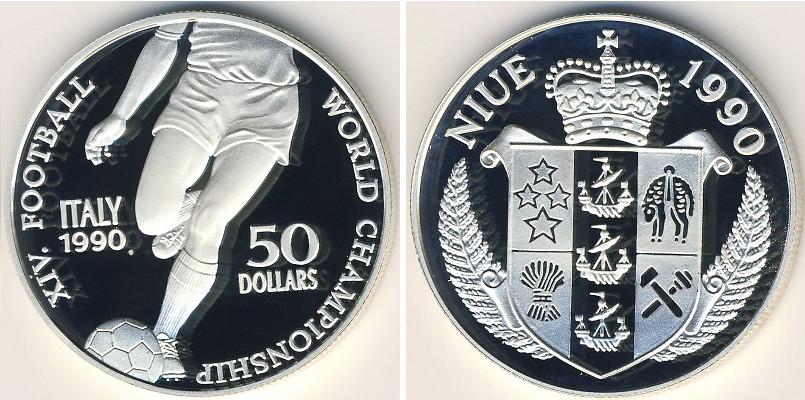 XIV. FOOTBALL WORLD CHAMPIONSHIP
ITALY
1990
50
DOLLARS
NIUE 1990